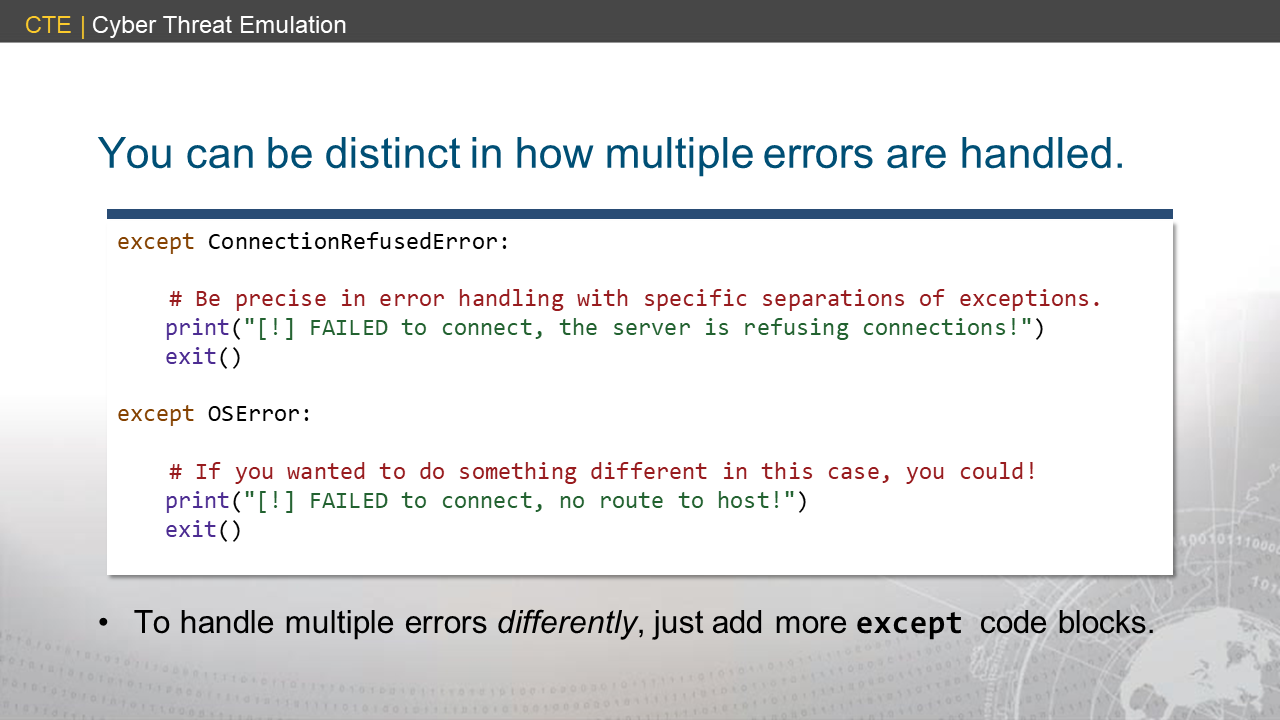 CTE | Cyber Threat Emulation
You can be distinct in how multiple errors are handled.
except ConnectionRefusedError:
# Be precise in error handling with specific separations of exceptions.
print("[!] FAILED to connect, the server is refusing connections!")
exit()
except OSError:
# If you wanted to do something different in this case, you could!
print("[!] FAILED to connect, no route to host!")
exit()
• To handle multiple errors differently, just add more except code blocks.